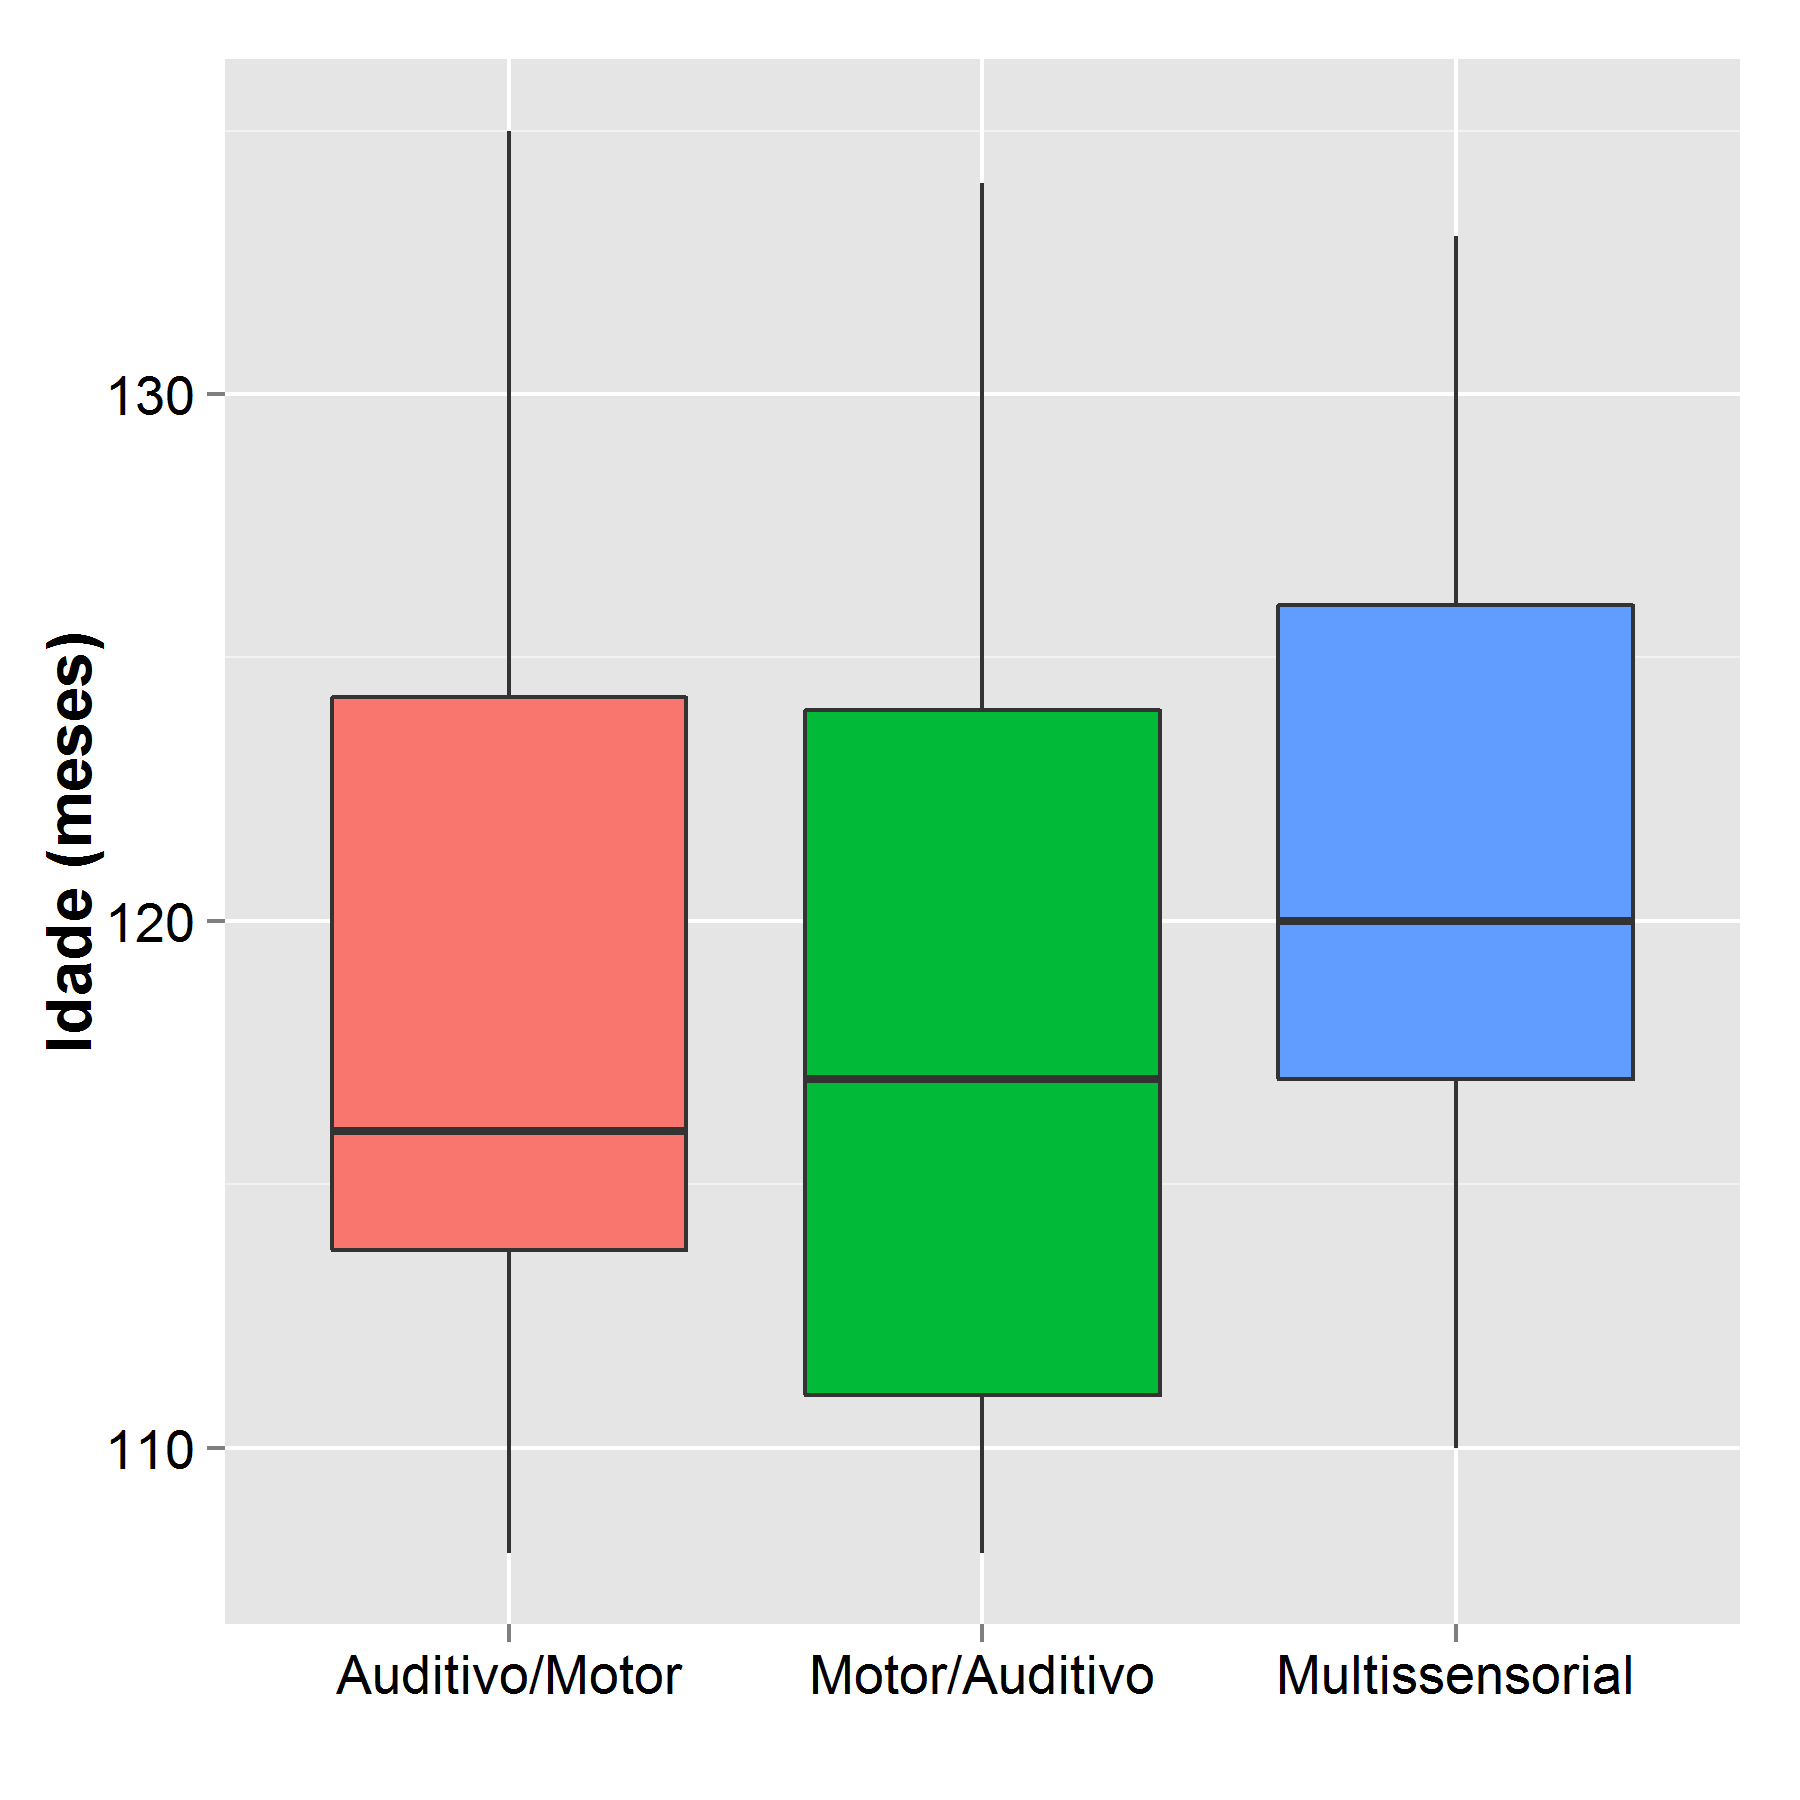 Idade (meses)
130
120
110
Auditivo/Motor
Motor/Auditivo
Multissensorial